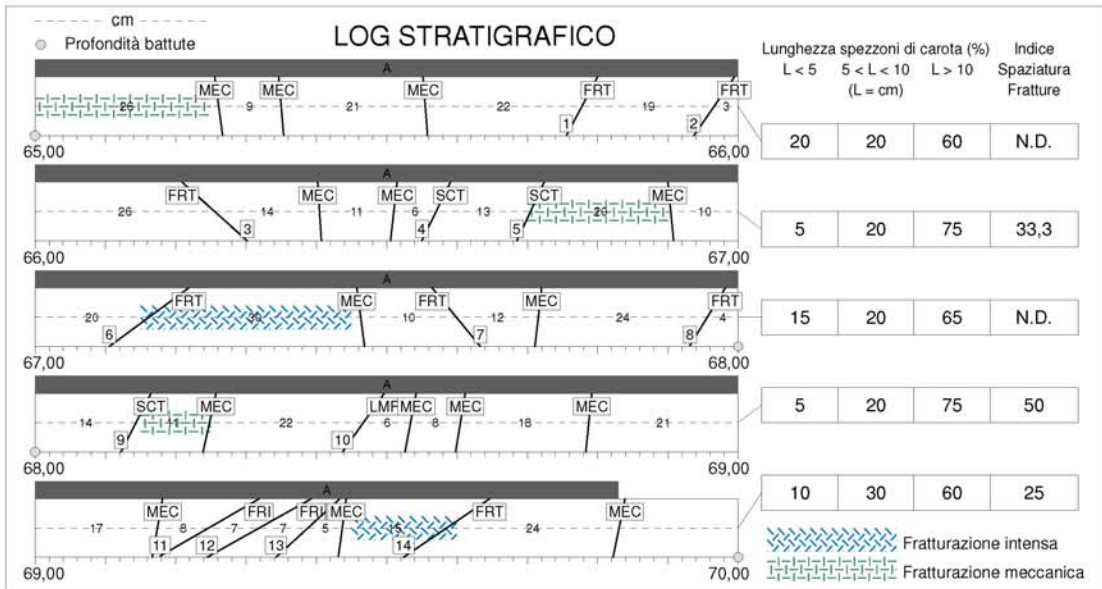 cm
Profondità battute
LOG STRATIGRAFICO
Lunghezza spezzoni di carota (%)
L < 5 5 < L < 10 L > 10
(L = cm)
Indice
Spaziatura
Fratture
A
MEC MEC MEC FRT FRT
26 9 21 22 19 3
1 2
65,00 66,00
20 20 60 N.D.
A
FRT MEC MEC SCT SCT MEC
26 14 11 6 13 20 10
3 4 5
66,00 67,00
5 20 75 33,3
A
FRT MEC FRT MEC FRT
20 30 10 12 24 4
6 7 8
67,00 68,00
15 20 65 N.D.
A
SCT MEC LMF MEC MEC MEC
14 11 22 6 8 18 21
9 10
68,00 69,00
5 20 75 50
A
MEC FRI FRI MEC FRT MEC
17 8 7 7 5 15 24
11 12 13 14
69,00 70,00
10 30 60 25
Fratturazione intensa
Fratturazione meccanica